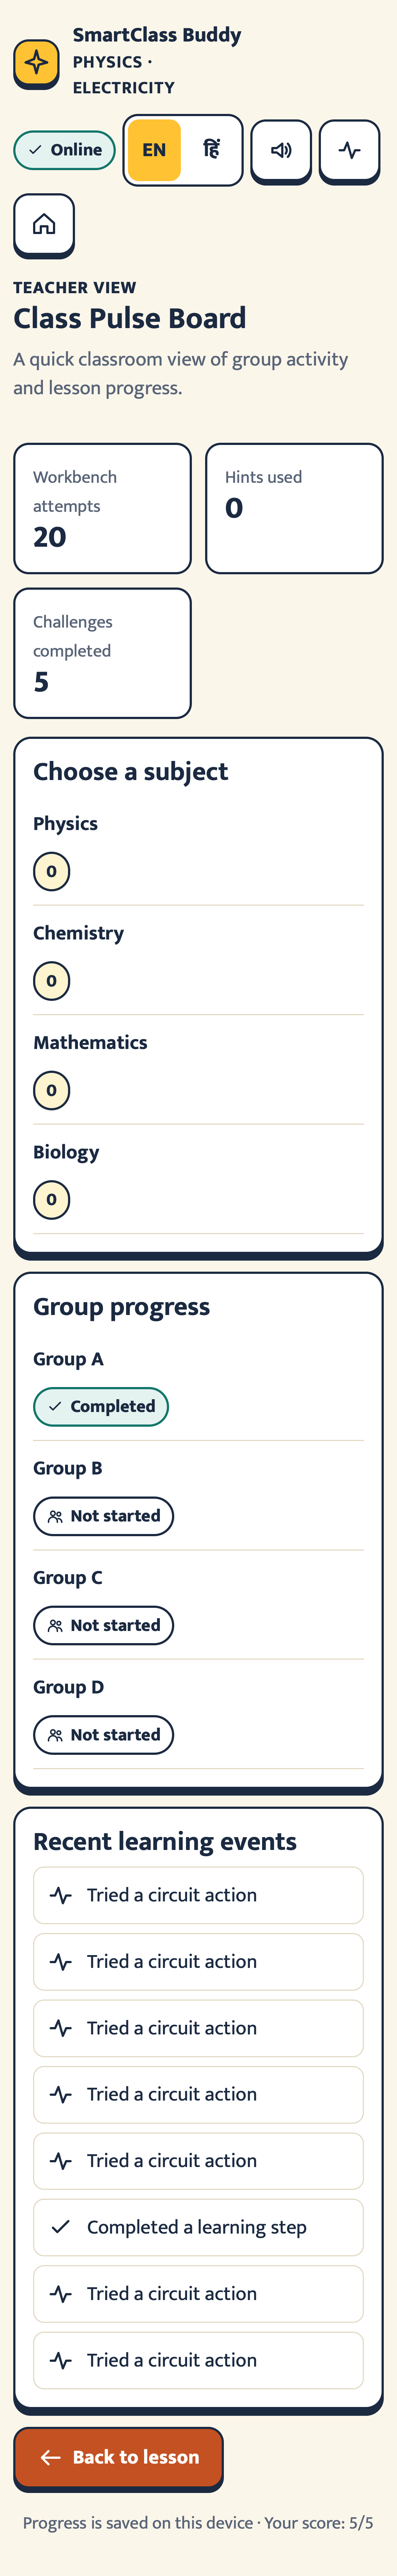 SmartClass Buddy
PHYSICS ·
ELECTRICITY
Online
EN
हिं
TEACHER VIEW
Class Pulse Board
A quick classroom view of group activity
and lesson progress.
Workbench
attempts
20
Hints used
0
Challenges
completed
5
Choose a subject
Physics
0
Chemistry
0
Mathematics
0
Biology
0
Group progress
Group A
Completed
Group B
Not started
Group C
Not started
Group D
Not started
Recent learning events
Tried a circuit action
Tried a circuit action
Tried a circuit action
Tried a circuit action
Tried a circuit action
Completed a learning step
Tried a circuit action
Tried a circuit action
Back to lesson
Progress is saved on this device · Your score: 5/5